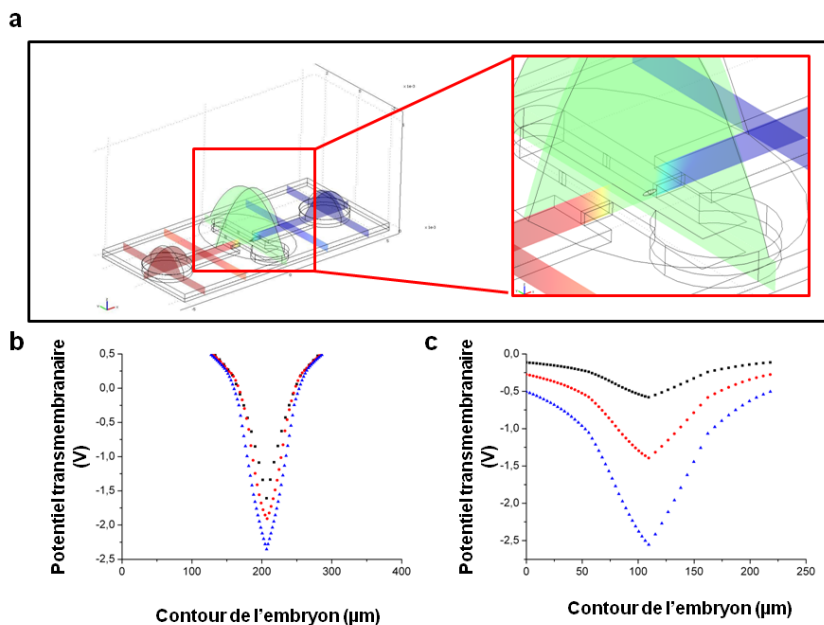 a
b
Potentiel transmembranaire
(V)
0,5
0,0
-0,5
-1,0
-1,5
-2,0
-2,5
0
100
200
300
400
Contour de l'embryon (µm)
c
Potentiel transmembranaire
(V)
0,0
-0,5
-1,0
-1,5
-2,0
-2,5
0
50
100
150
200
250
Contour de l'embryon (µm)